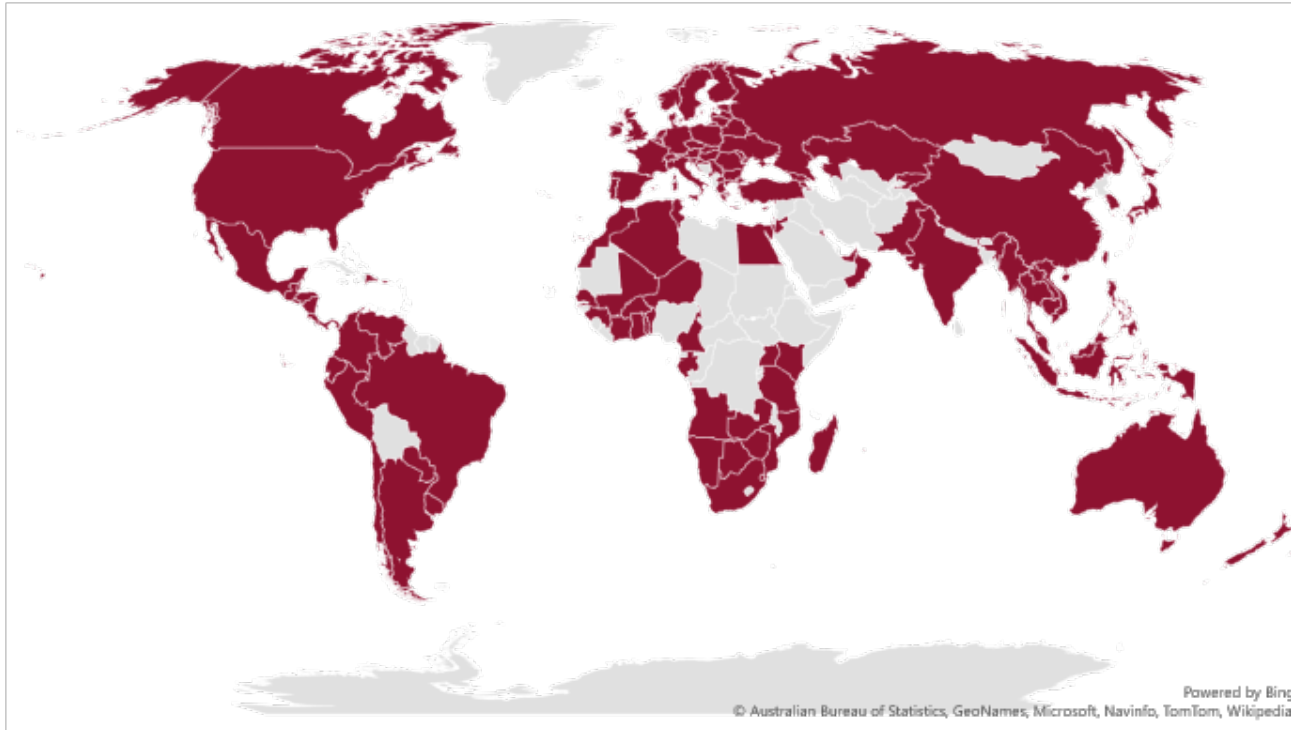 Powered by Bing
© Australian Bureau of Statistics, GeoNames, Microsoft, Navinfo, TomTom, Wikipedia